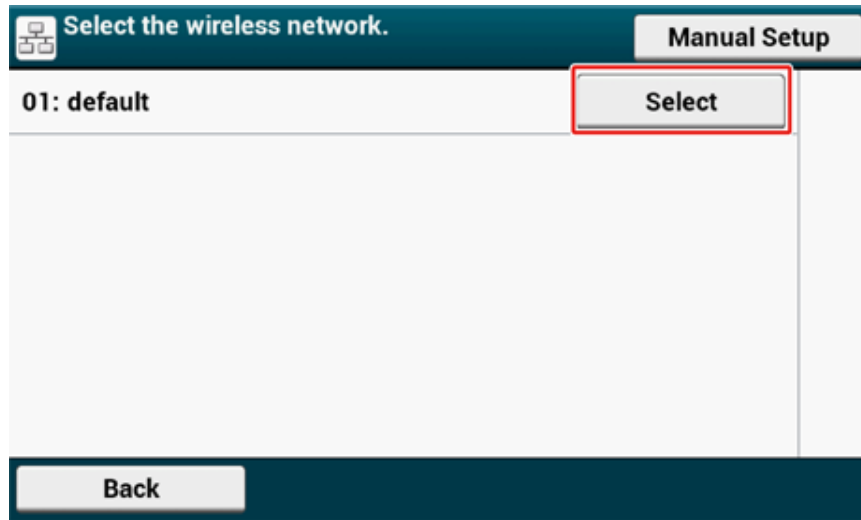 Select the wireless network.
Manual Setup
01: default
Select
Back